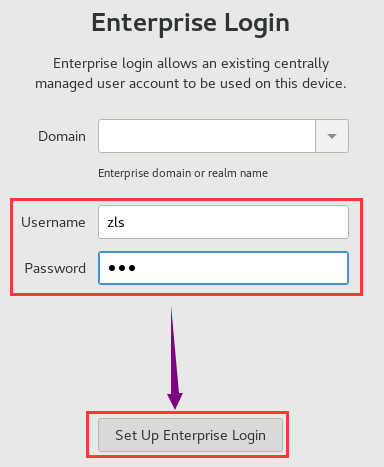 Enterprise Login
Enterprise login allows an existing centrally
managed user account to be used on this device.
Domain
Enterprise domain or realm name
Username zls
Password •••
Set Up Enterprise Login